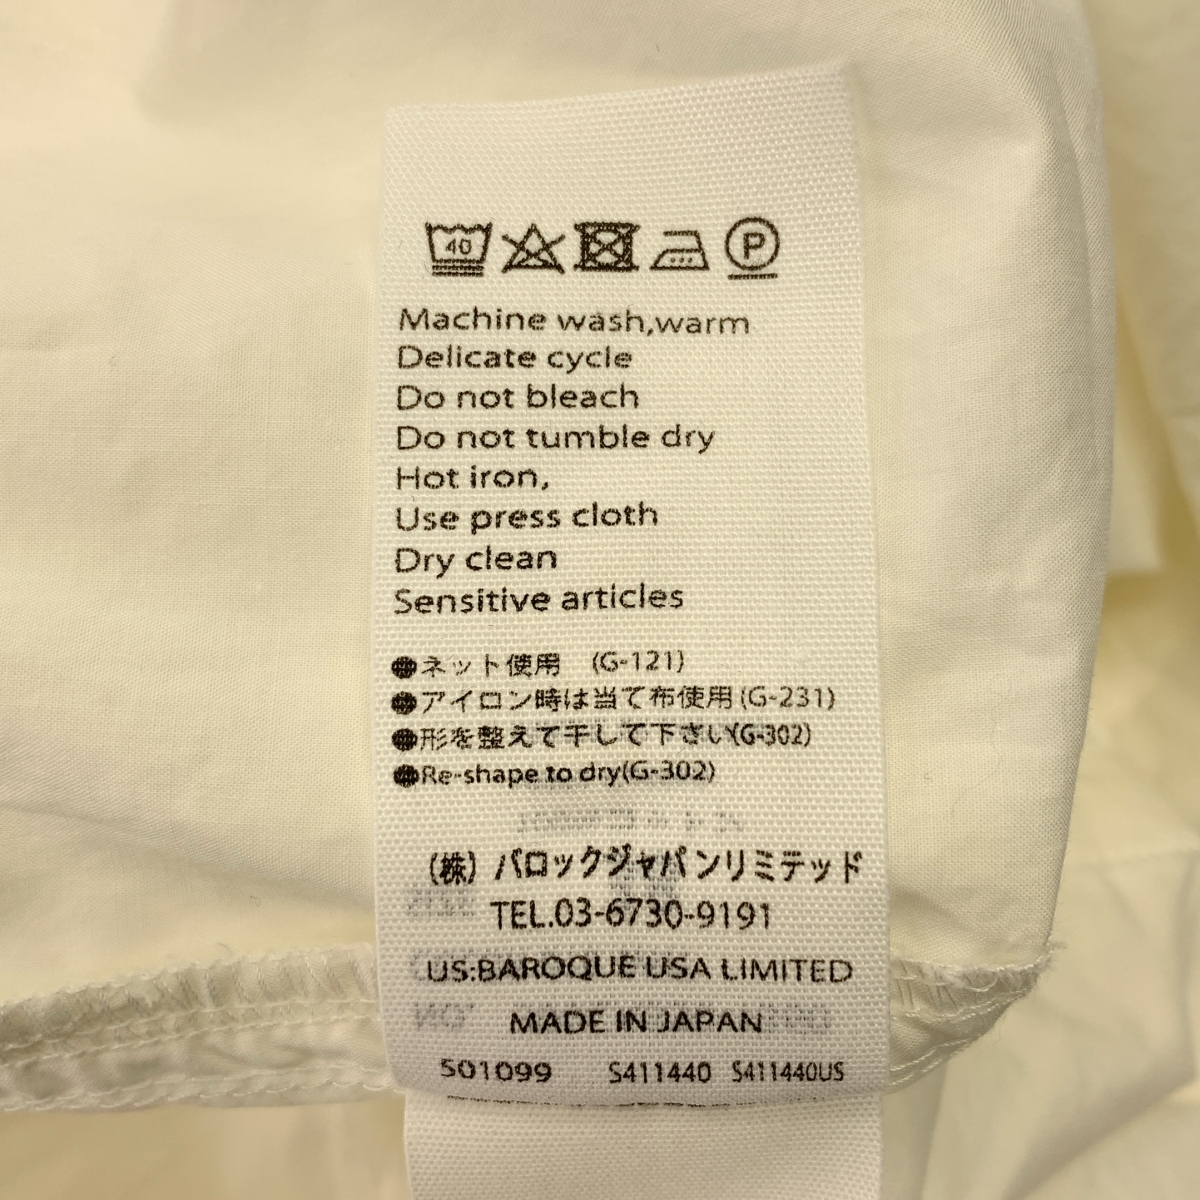 40 P
Machine wash,warm
Delicate cycle
Do not bleach
Do not tumble dry
Hot iron,
Use press cloth
Dry clean
Sensitive articles
●ネット使用 (G-121)
●アイロン時は当て布使用(G-231)
●形を整えて干して下さい(G-302)
●Re-shape to dry(G-302)
(株) バロックジャパンリミテッド
TEL.03-6730-9191
US:BAROQUE USA LIMITED
MADE IN JAPAN
501099 S411440 S411440US